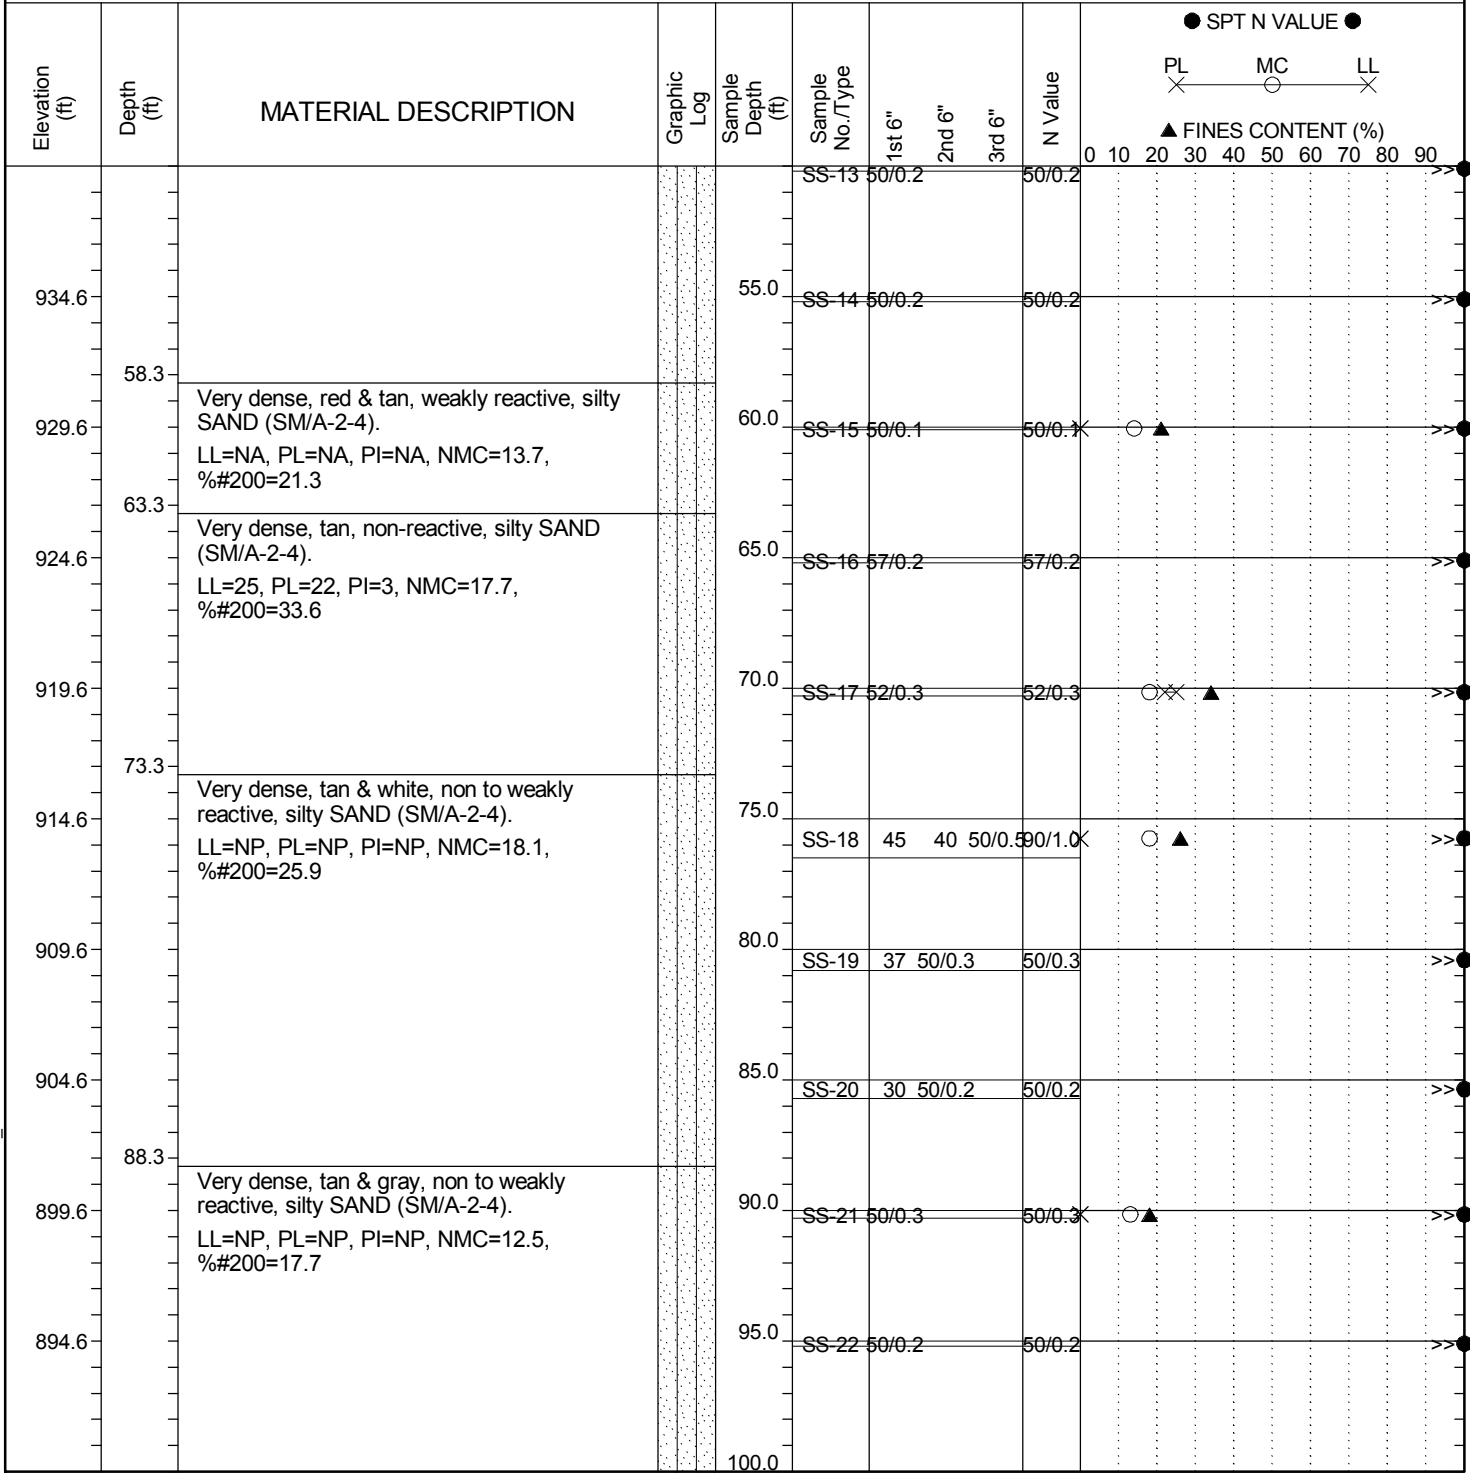 ● SPT N VALUE ●
PL MC LL
▲ FINES CONTENT (%)
Elevation (ft)
Depth (ft)
MATERIAL DESCRIPTION
Graphic Log
Sample Depth (ft)
Sample No./Type
1st 6"
2nd 6"
3rd 6"
N Value
0 10 20 30 40 50 60 70 80 90
SS-13 50/0.2 50/0.2 >>
934.6 55.0 SS-14 50/0.2 50/0.2 >>
58.3
Very dense, red & tan, weakly reactive, silty
SAND (SM/A-2-4).
929.6 60.0 SS-15 50/0.1 50/0.1 >>
LL=NA, PL=NA, PI=NA, NMC=13.7,
%#200=21.3
63.3
Very dense, tan, non-reactive, silty SAND
(SM/A-2-4).
924.6 65.0 SS-16 57/0.2 57/0.2 >>
LL=25, PL=22, PI=3, NMC=17.7,
%#200=33.6
919.6 70.0 SS-17 52/0.3 52/0.3 >>
73.3
Very dense, tan & white, non to weakly
reactive, silty SAND (SM/A-2-4).
914.6 75.0
SS-18 45 40 50/0.5 90/1.0 >>
LL=NP, PL=NP, PI=NP, NMC=18.1,
%#200=25.9
909.6 80.0 SS-19 37 50/0.3 50/0.3 >>
904.6 85.0 SS-20 30 50/0.2 50/0.2 >>
88.3
Very dense, tan & gray, non to weakly
reactive, silty SAND (SM/A-2-4).
899.6 90.0 SS-21 50/0.3 50/0.3 >>
LL=NP, PL=NP, PI=NP, NMC=12.5,
%#200=17.7
894.6 95.0 SS-22 50/0.2 50/0.2 >>
100.0